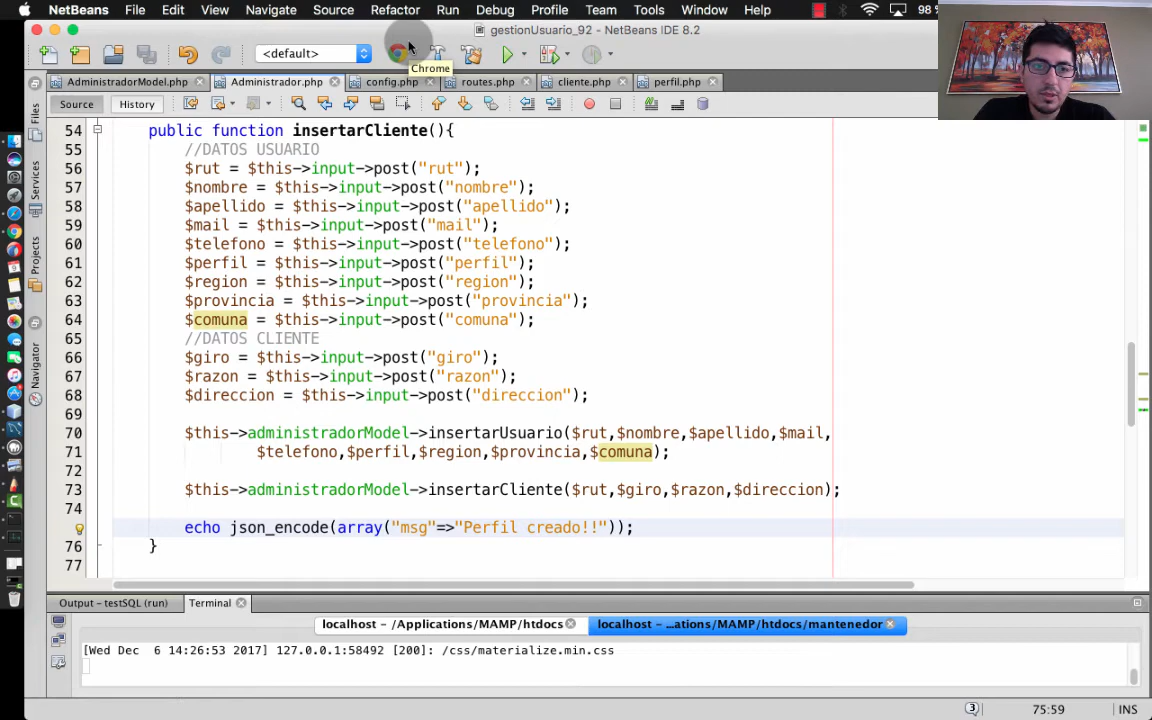 NetBeans File Edit View Navigate Source Refactor Run Debug Profile Team Tools Window Help 98 %
gestionUsuario_92 - NetBeans IDE 8.2
<default>
Chrome
AdministradorModel.php Administrador.php config.php routes.php cliente.php perfil.php
Source History
Files
Services
Projects
Navigator
54 public function insertarCliente(){
55 //DATOS USUARIO
56 $rut = $this->input->post("rut");
57 $nombre = $this->input->post("nombre");
58 $apellido = $this->input->post("apellido");
59 $mail = $this->input->post("mail");
60 $telefono = $this->input->post("telefono");
61 $perfil = $this->input->post("perfil");
62 $region = $this->input->post("region");
63 $provincia = $this->input->post("provincia");
64 $comuna = $this->input->post("comuna");
65 //DATOS CLIENTE
66 $giro = $this->input->post("giro");
67 $razon = $this->input->post("razon");
68 $direccion = $this->input->post("direccion");
69
70 $this->administradorModel->insertarUsuario($rut,$nombre,$apellido,$mail,
71 $telefono,$perfil,$region,$provincia,$comuna);
72
73 $this->administradorModel->insertarCliente($rut,$giro,$razon,$direccion);
74
echo json_encode(array("msg"=>"Perfil creado!!"));
76 }
77
Output - testSQL (run) Terminal
localhost - /Applications/MAMP/htdocs localhost - ...ations/MAMP/htdocs/mantenedor
[Wed Dec 6 14:26:53 2017] 127.0.0.1:58492 [200]: /css/materialize.min.css
3 75:59 INS